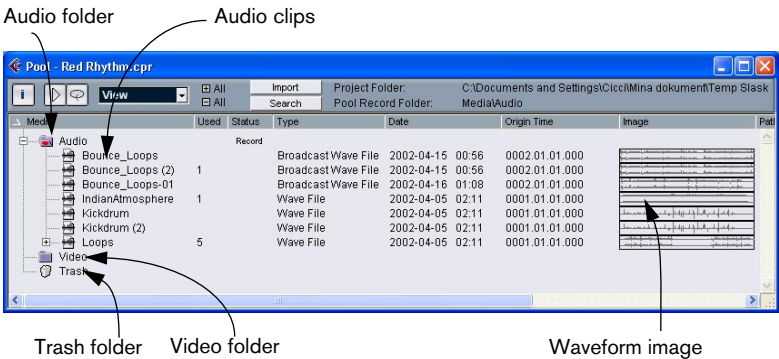 Audio folder Audio clips
Pool - Red Rhythm.cpr
i View All All Import Search Project Folder: C:\Documents and Settings\Cicci\Mina dokument\Temp Slask
Pool Record Folder: Media\Audio
Media Used Status Type Date Origin Time Image Path
Audio Record
Bounce_Loops Broadcast Wave File 2002-04-15 00:56 0002.01.01.000
Bounce_Loops (2) 1 Broadcast Wave File 2002-04-15 00:56 0002.01.01.000
Bounce_Loops-01 Broadcast Wave File 2002-04-16 01:08 0002.01.01.000
IndianAtmosphere 1 Wave File 2002-04-05 02:11 0001.01.01.000
Kickdrum Wave File 2002-04-05 02:11 0001.01.01.000
Kickdrum (2) Wave File 2002-04-05 02:11 0001.01.01.000
Loops 5 Wave File 2002-04-05 02:11 0001.01.01.000
Video
Trash
Trash folder Video folder Waveform image